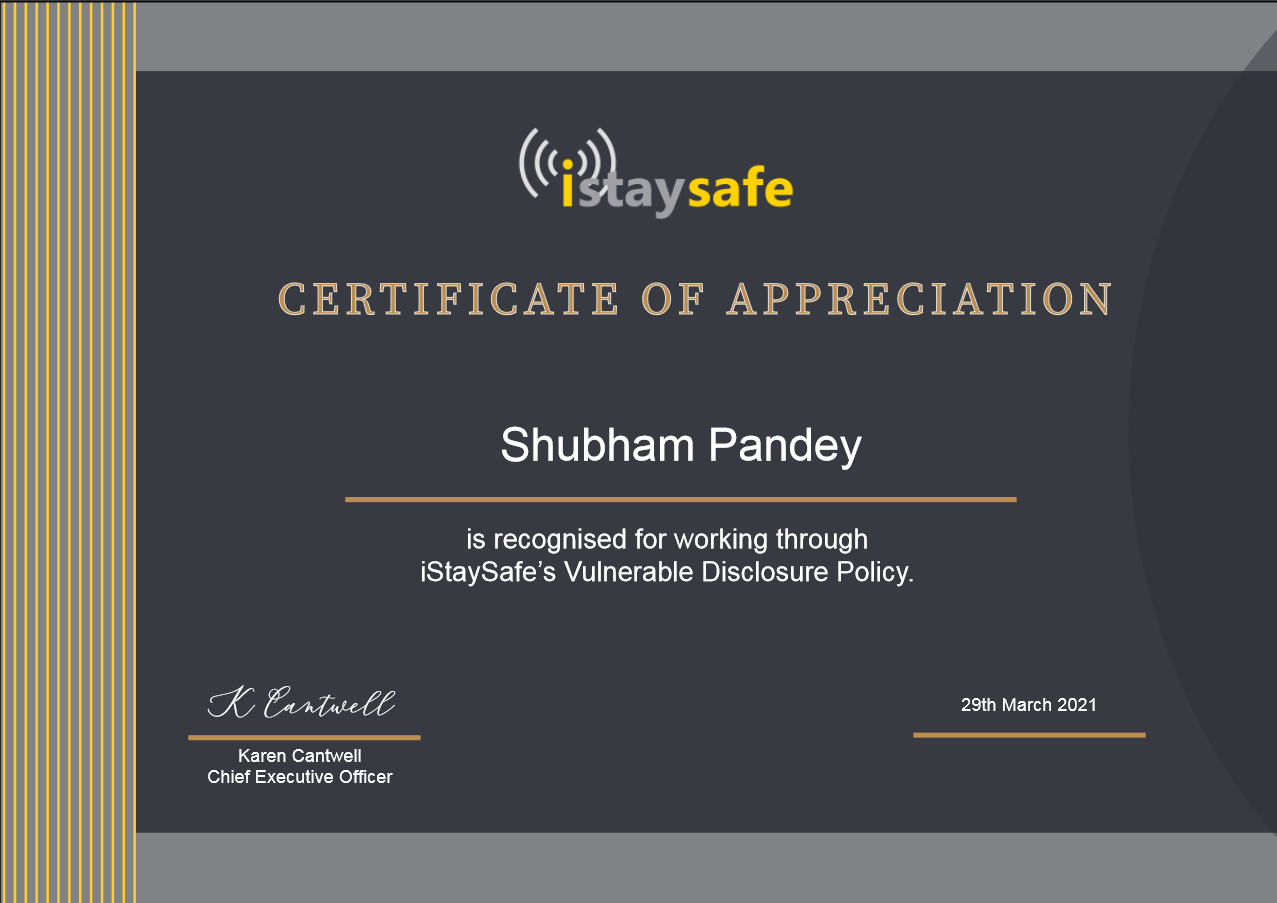 istaysafe
CERTIFICATE OF APPRECIATION
Shubham Pandey
is recognised for working through
iStaySafe’s Vulnerable Disclosure Policy.
K Cantwell
Karen Cantwell
Chief Executive Officer
29th March 2021